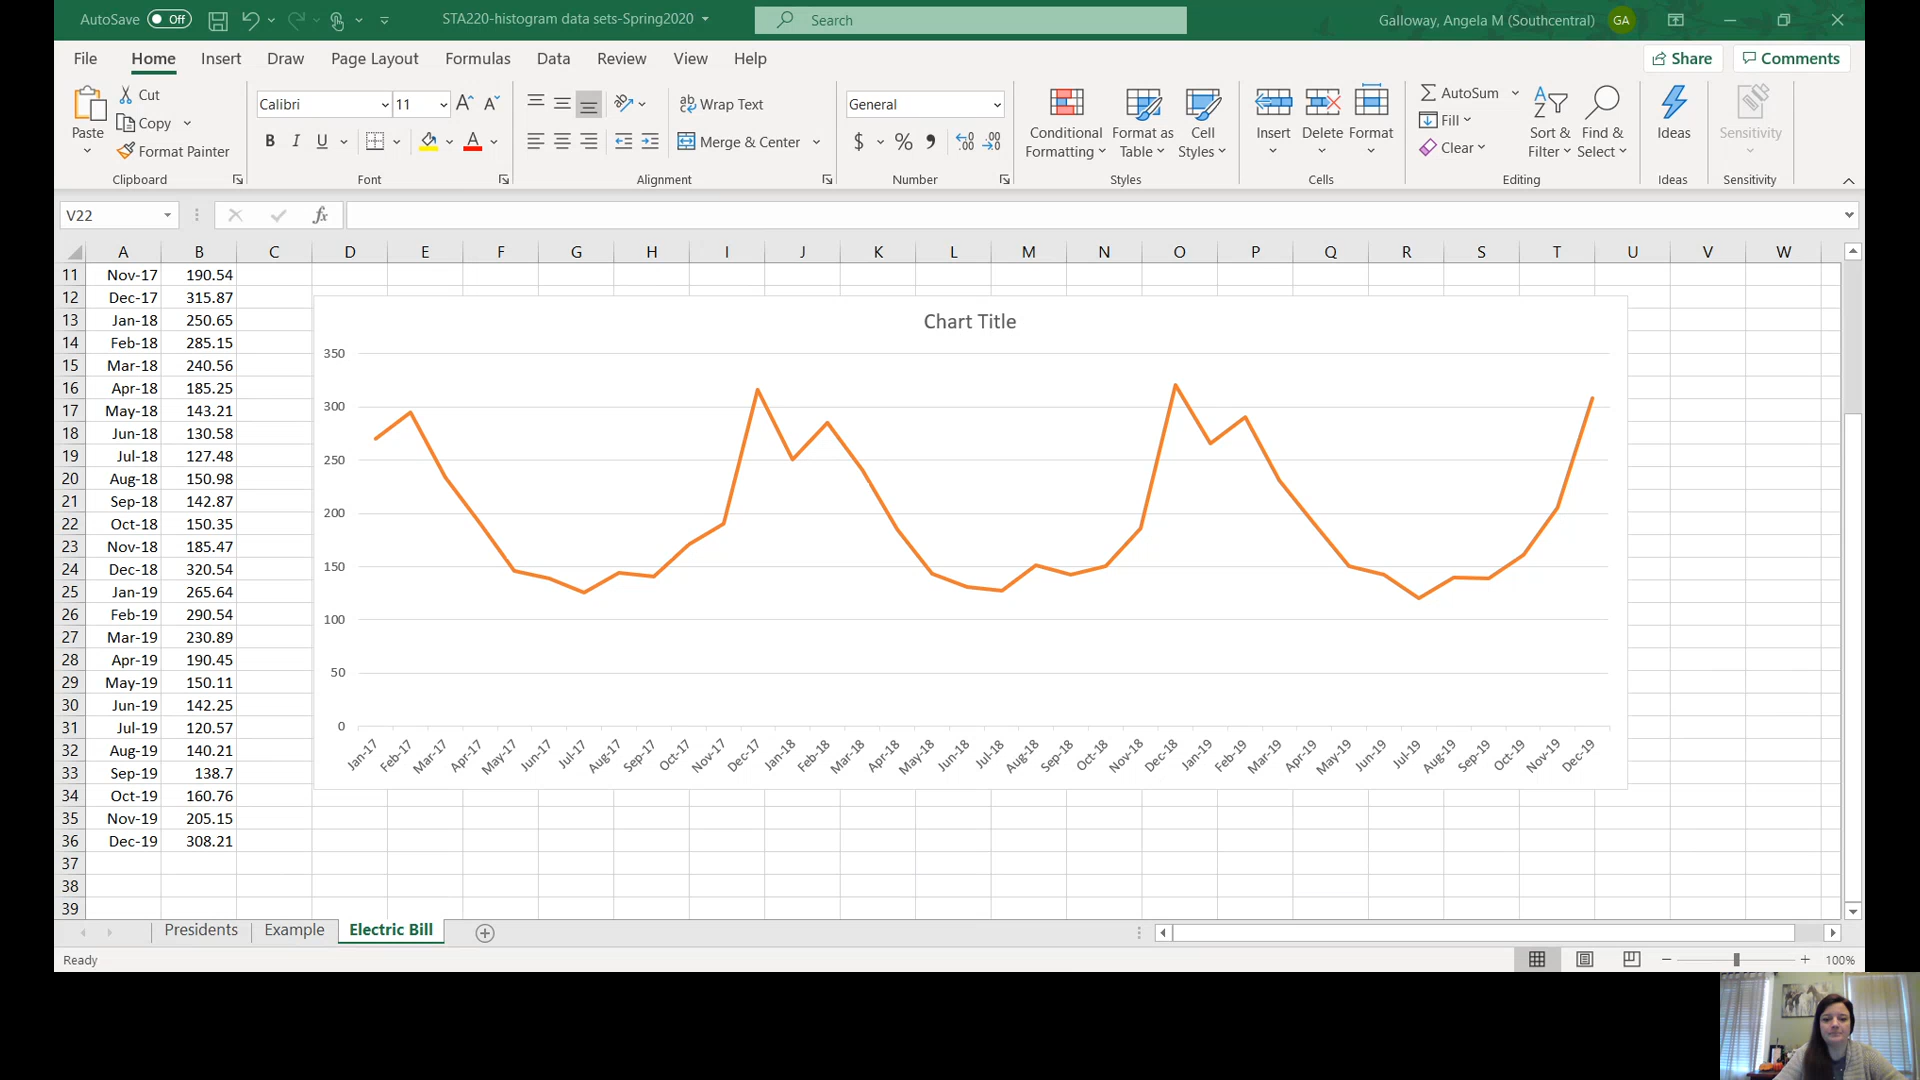 AutoSave Off STA220-histogram data sets-Spring2020 Search Galloway, Angela M (Southcentral) GA
File Home Insert Draw Page Layout Formulas Data Review View Help Share Comments
Paste Cut Copy Format Painter
Calibri 11 A A B I U A
ab Wrap Text Merge & Center
General $ % 9
Conditional Formatting Format as Table Cell Styles
Insert Delete Format
AutoSum Fill Clear
Sort & Filter Find & Select
Ideas Sensitivity
Clipboard Font Alignment Number Styles Cells Editing Ideas Sensitivity
V22 fx
A B C D E F G H I J K L M N O P Q R S T U V W
11 Nov-17 190.54
12 Dec-17 315.87
13 Jan-18 250.65
14 Feb-18 285.15
15 Mar-18 240.56
16 Apr-18 185.25
17 May-18 143.21
18 Jun-18 130.58
19 Jul-18 127.48
20 Aug-18 150.98
21 Sep-18 142.87
22 Oct-18 150.35
23 Nov-18 185.47
24 Dec-18 320.54
25 Jan-19 265.64
26 Feb-19 290.54
27 Mar-19 230.89
28 Apr-19 190.45
29 May-19 150.11
30 Jun-19 142.25
31 Jul-19 120.57
32 Aug-19 140.21
33 Sep-19 138.7
34 Oct-19 160.76
35 Nov-19 205.15
36 Dec-19 308.21
37
38
39
Chart Title
350
300
250
200
150
100
50
0
Jan-17 Feb-17 Mar-17 Apr-17 May-17 Jun-17 Jul-17 Aug-17 Sep-17 Oct-17 Nov-17 Dec-17 Jan-18 Feb-18 Mar-18 Apr-18 May-18 Jun-18 Jul-18 Aug-18 Sep-18 Oct-18 Nov-18 Dec-18 Jan-19 Feb-19 Mar-19 Apr-19 May-19 Jun-19 Jul-19 Aug-19 Sep-19 Oct-19 Nov-19 Dec-19
Presidents Example Electric Bill
Ready 100%